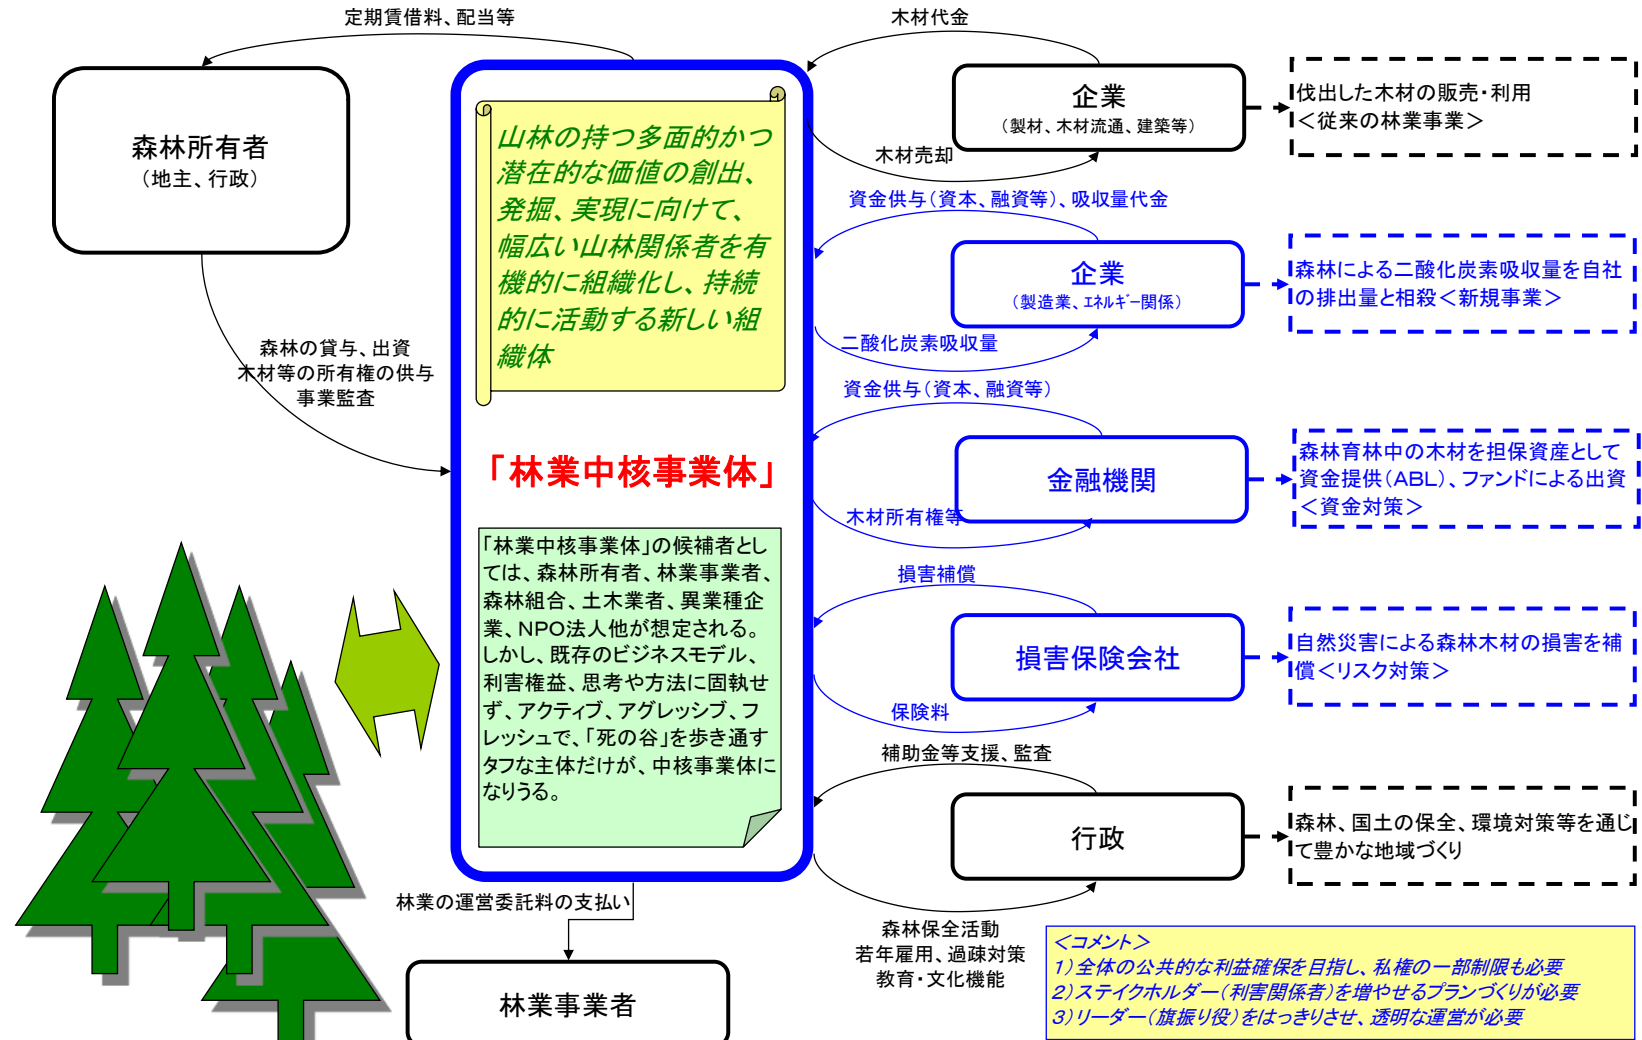 定期賃借料、配当等
森林所有者
（地主、行政）
森林の貸与、出資
木材等の所有権の供与
事業監査
山林の持つ多面的かつ
潜在的な価値の創出、
発掘、実現に向けて、
幅広い山林関係者を有
機的に組織化し、持続
的に活動する新しい組
織体
「林業中核事業体」
「林業中核事業体」の候補者とし
ては、森林所有者、林業事業者、
森林組合、土木業者、異業種企
業、NPO法人他が想定される。
しかし、既存のビジネスモデル、
利害権益、思考や方法に固執せ
ず、アクティブ、アグレッシブ、フ
レッシュで、「死の谷」を歩き通す
タフな主体だけが、中核事業体に
なりうる。
林業の運営委託料の支払い
林業事業者
木材代金
企業
（製材、木材流通、建築等）
木材売却
伐出した木材の販売・利用
＜従来の林業事業＞
資金供与（資本、融資等）、吸収量代金
企業
（製造業、ｴﾈﾙｷﾞｰ関係）
二酸化炭素吸収量
森林による二酸化炭素吸収量を自社
の排出量と相殺＜新規事業＞
資金供与（資本、融資等）
金融機関
木材所有権等
森林育林中の木材を担保資産として
資金提供（ABL）、ファンドによる出資
＜資金対策＞
損害補償
損害保険会社
保険料
自然災害による森林木材の損害を補
償＜リスク対策＞
補助金等支援、監査
行政
森林保全活動
若年雇用、過疎対策
教育・文化機能
森林、国土の保全、環境対策等を通じ
て豊かな地域づくり
＜コメント＞
1）全体の公共的な利益確保を目指し、私権の一部制限も必要
2）ステイクホルダー（利害関係者）を増やせるプランづくりが必要
3）リーダー（旗振り役）をはっきりさせ、透明な運営が必要